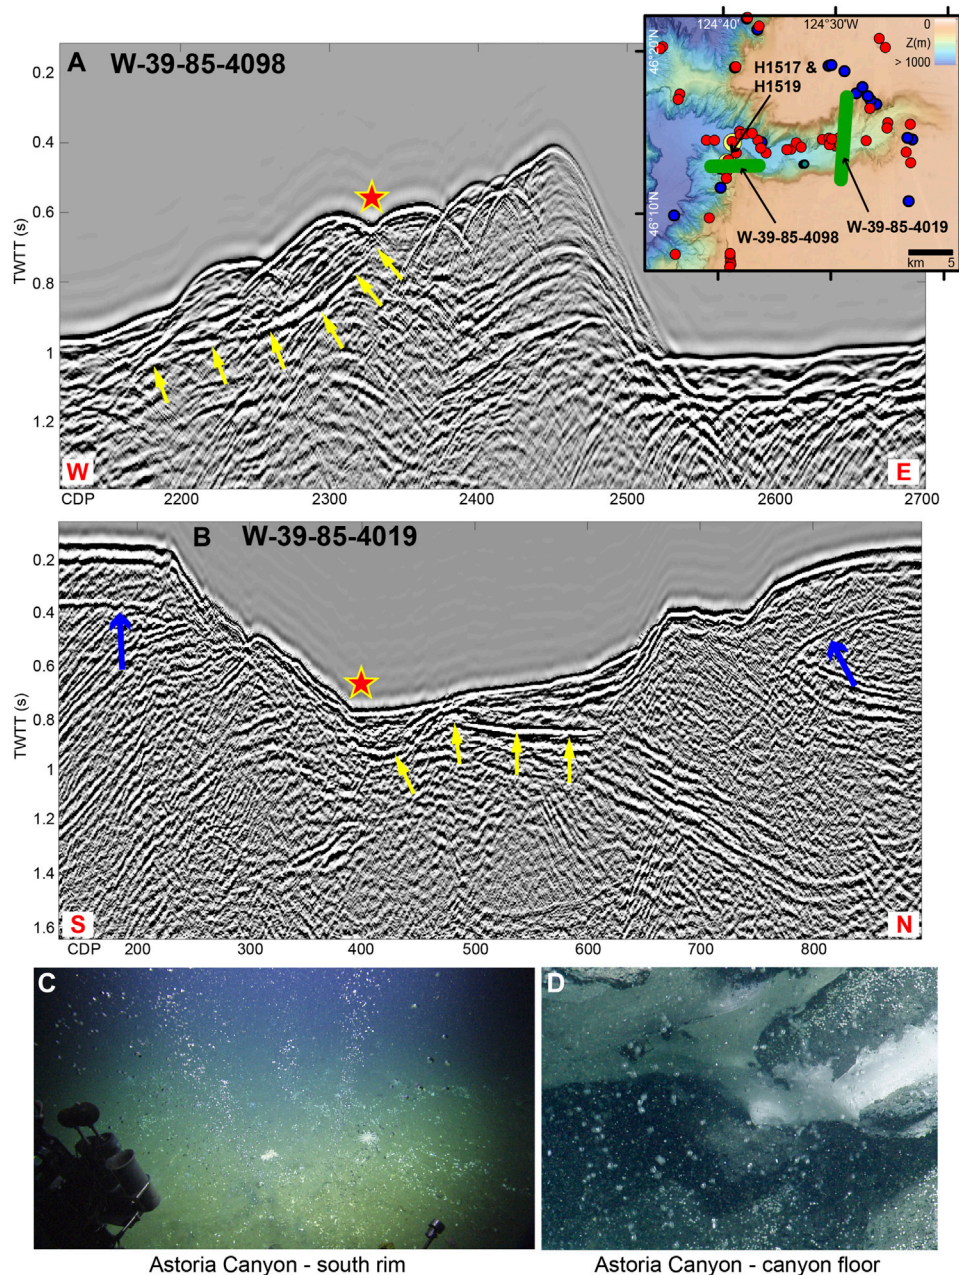 A W-39-85-4098
0.2
0.4
0.6
0.8
1
1.2
TWTT (s)
W
E
CDP
2200
2300
2400
2500
2600
2700
124°40'
124°30'W
46°20'N
46°10'N
0
Z(m)
> 1000
H1517 &
H1519
W-39-85-4098
W-39-85-4019
km 5
B W-39-85-4019
0.2
0.4
0.6
0.8
1
1.2
1.4
1.6
TWTT (s)
S
N
CDP
200
300
400
500
600
700
800
C
D
Astoria Canyon - south rim
Astoria Canyon - canyon floor